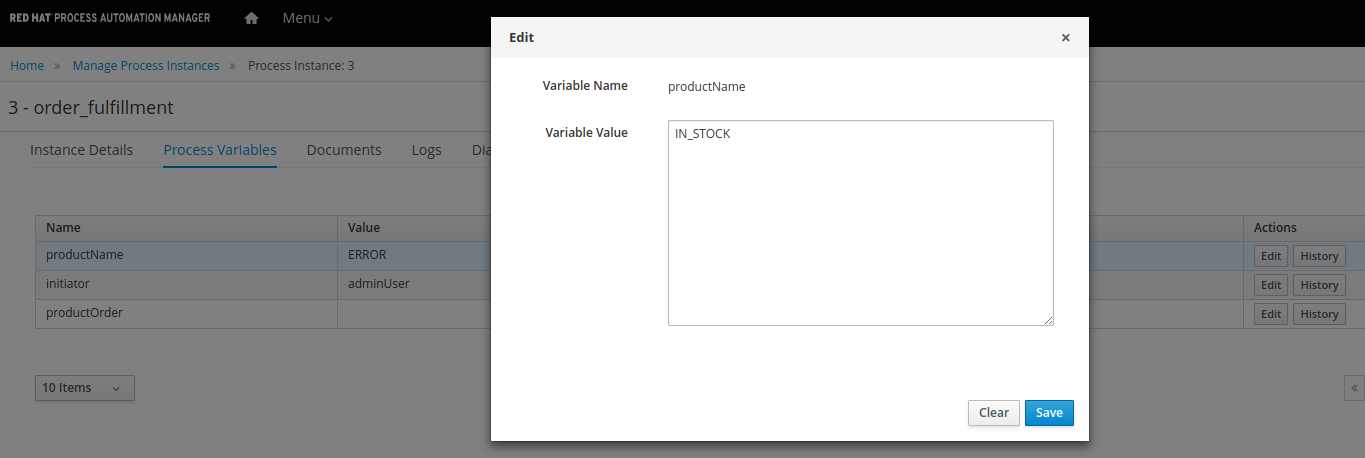 RED HAT PROCESS AUTOMATION MANAGER Menu
Home » Manage Process Instances » Process Instance: 3
3 - order_fulfillment
Instance Details Process Variables Documents Logs Dia
Name Value Actions
productName ERROR Edit History
initiator adminUser Edit History
productOrder Edit History
10 Items
«
Edit ×
Variable Name productName
Variable Value IN_STOCK
Clear Save